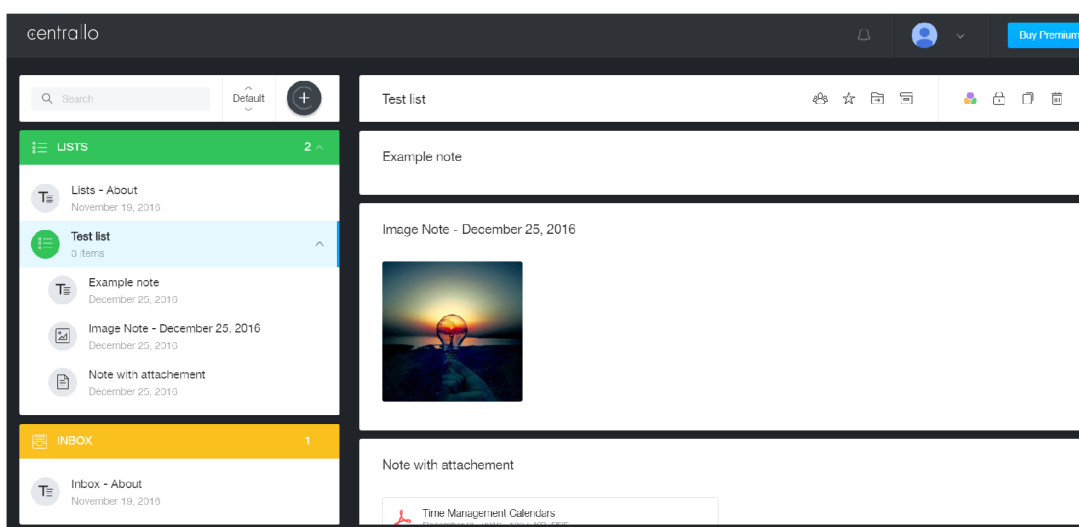 centrallo
Buy Premium
Search
Default
LISTS 2
Lists - About
November 19, 2016
Test list
3 items
Example note
December 25, 2016
Image Note - December 25, 2016
December 25, 2016
Note with attachement
December 25, 2016
INBOX 1
Inbox - About
November 19, 2016
Test list
Example note
Image Note - December 25, 2016
Note with attachement
Time Management Calendars